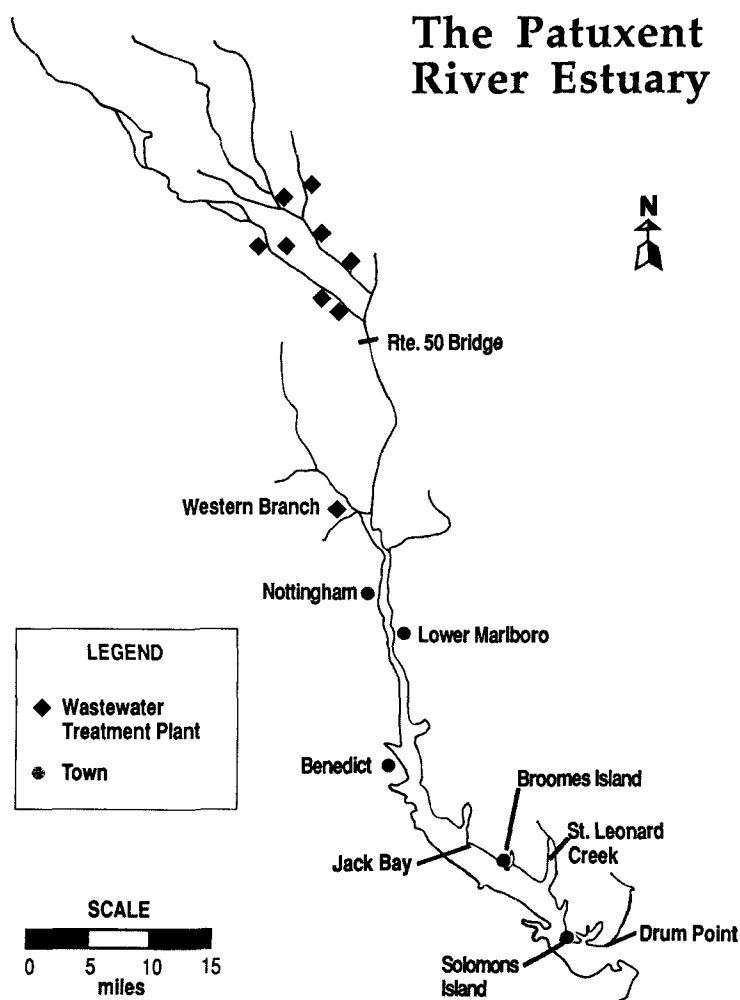 The Patuxent
River Estuary
N
Rte. 50 Bridge
Western Branch
Nottingham
Lower Marlboro
LEGEND
Wastewater
Treatment Plant
Town
Benedict
Broomes Island
St. Leonard
Creek
Jack Bay
SCALE
0 5 10 15
miles
Drum Point
Solomons
Island